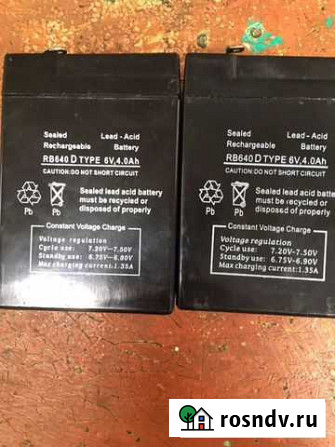 Sealed Lead - Acid
Rechargeable Battery
RB640 D TYPE 6V,4.0Ah
CAUTION:DO NOT SHORT CIRCUIT
Sealed lead acid battery
must be recycled or
disposed of properly
Pb Pb
Constant Voltage Charge
Voltage regulation
Cycle use: 7.20V-7.50V
Standby use: 6.75V-6.90V
Max charging current:1.35A
Sealed Lead - Acid
Rechargeable Battery
RB640 D TYPE 6V,4.0Ah
CAUTION:DO NOT SHORT CIRCUIT
Sealed lead acid battery
must be recycled or
disposed of properly
Pb Pb
Constant Voltage Charge
Voltage regulation
Cycle use: 7.20V-7.50V
Standby use: 6.75V-6.90V
Max charging current:1.35A
rosndv.ru